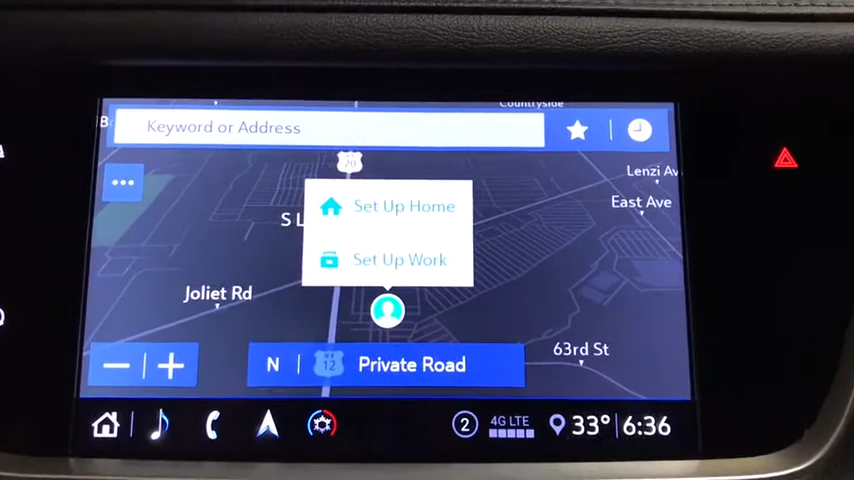 Countryside
Keyword or Address
20
Lenzi Av
East Ave
Set Up Home
S L
Set Up Work
Joliet Rd
63rd St
N
12
Private Road
2
4G LTE
33°
6:36